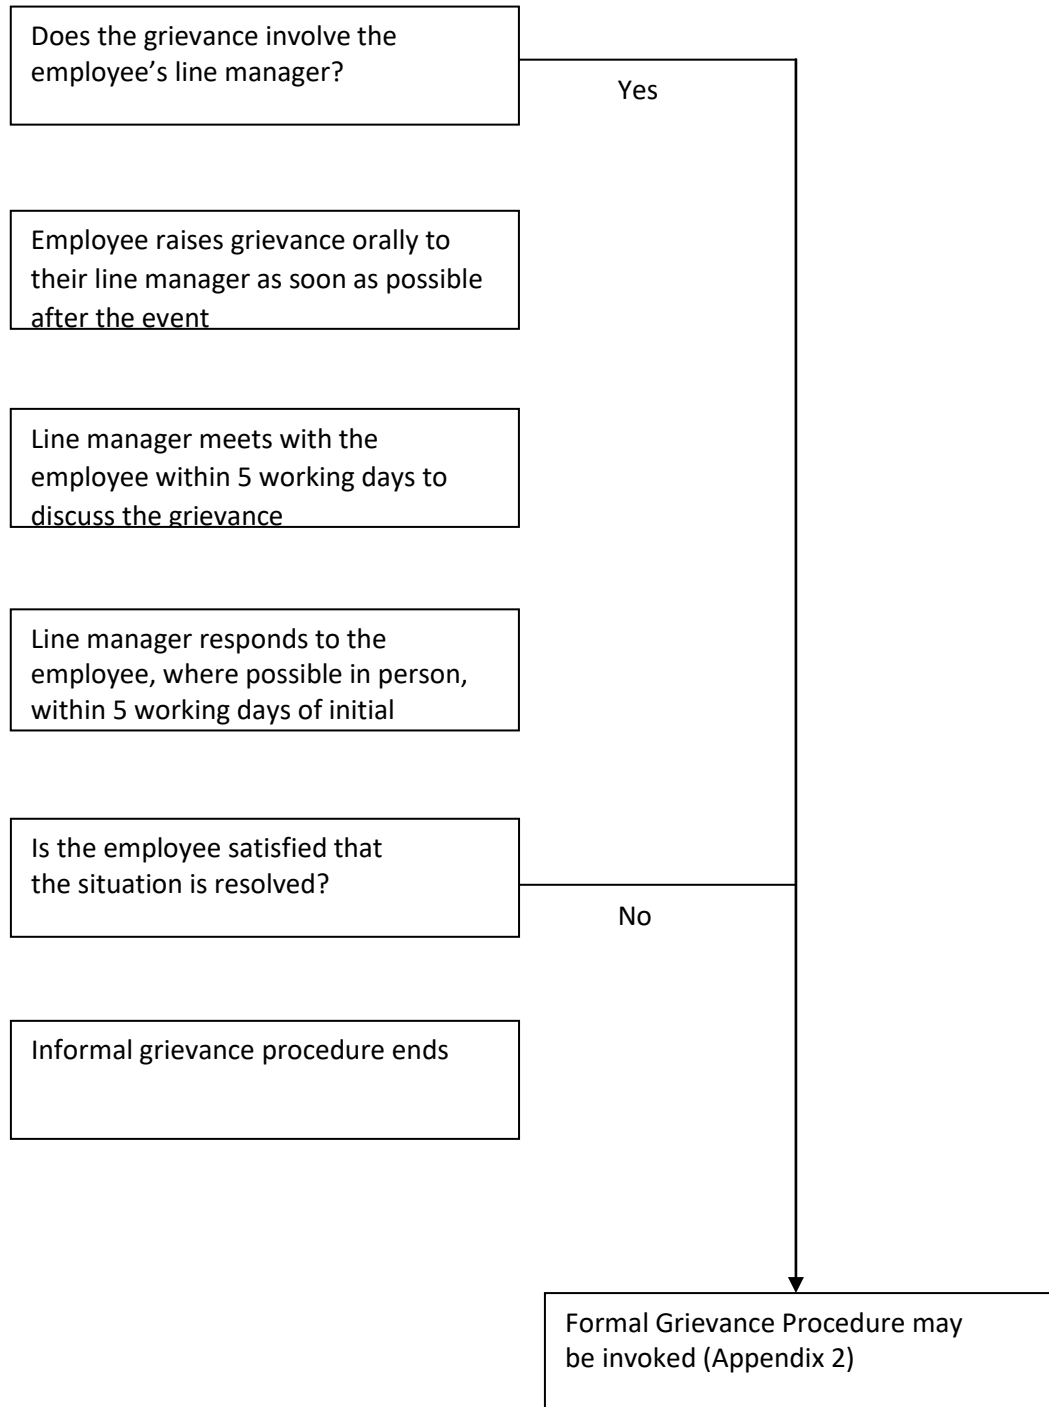 Does the grievance involve the
employee’s line manager?
Yes
Employee raises grievance orally to
their line manager as soon as possible
after the event
Line manager meets with the
employee within 5 working days to
discuss the grievance
Line manager responds to the
employee, where possible in person,
within 5 working days of initial
Is the employee satisfied that
the situation is resolved?
No
Informal grievance procedure ends
Formal Grievance Procedure may
be invoked (Appendix 2)